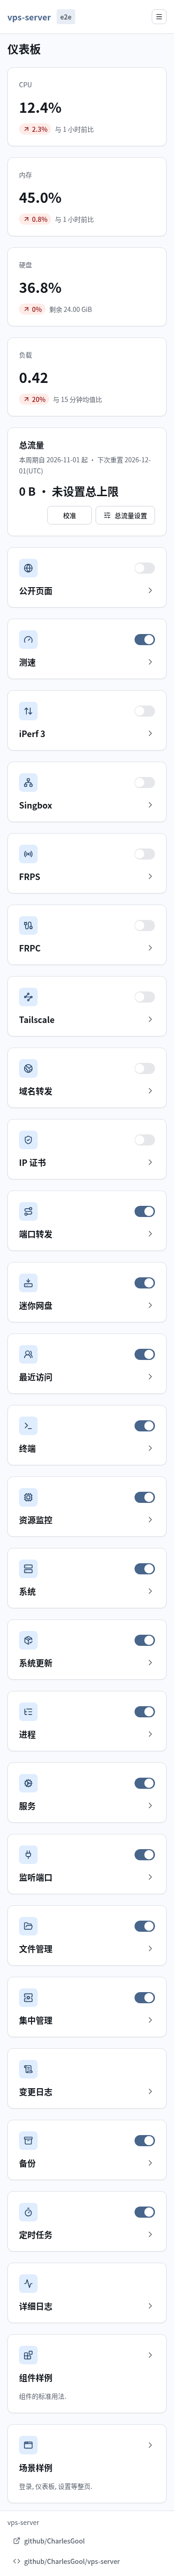 vps-server e2e
仪表板
CPU
12.4%
2.3% 与 1 小时前比
内存
45.0%
0.8% 与 1 小时前比
硬盘
36.8%
0% 剩余 24.00 GiB
负载
0.42
20% 与 15 分钟均值比
总流量
本周期自 2026-11-01 起 · 下次重置 2026-12-
01(UTC)
0 B · 未设置总上限
校准 总流量设置
公开页面
测速
iPerf 3
Singbox
FRPS
FRPC
Tailscale
域名转发
IP 证书
端口转发
迷你网盘
最近访问
终端
资源监控
系统
系统更新
进程
服务
监听端口
文件管理
集中管理
变更日志
备份
定时任务
详细日志
组件样例
组件的标准用法.
场景样例
登录, 仪表板, 设置等整页.
vps-server
github/CharlesGool
github/CharlesGool/vps-server